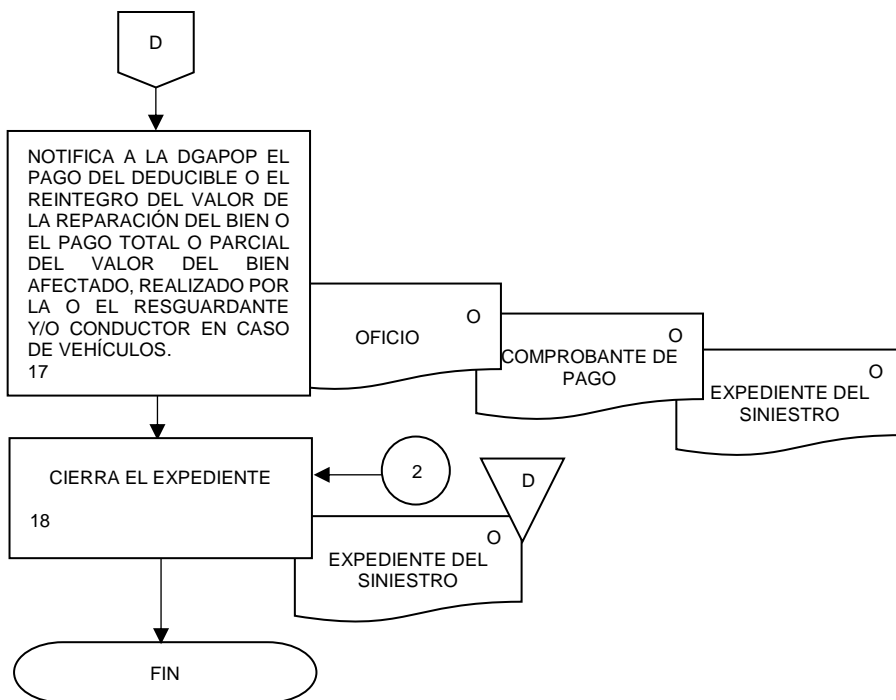 D
NOTIFICA A LA DGAPOP EL
PAGO DEL DEDUCIBLE O EL
REINTEGRO DEL VALOR DE
LA REPARACIÓN DEL BIEN O
EL PAGO TOTAL O PARCIAL
DEL VALOR DEL BIEN
AFECTADO, REALIZADO POR
LA O EL RESGUARDANTE
Y/O CONDUCTOR EN CASO
DE VEHÍCULOS.
17
O
OFICIO
O
COMPROBANTE DE
PAGO
O
EXPEDIENTE DEL
SINIESTRO
CIERRA EL EXPEDIENTE
18
2
D
O
EXPEDIENTE DEL
SINIESTRO
FIN